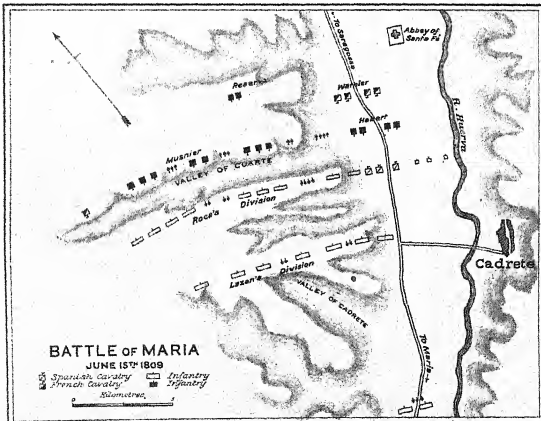 To Saragossa
Abbey of
Santa Fé
Reserve
Wathier
R. Huerva
Habert
Musnier
VALLEY OF CUARTE
Roca's Division
Cadrete
Lazan's Division
VALLEY OF CADRETE
BATTLE OF MARIA
JUNE 15TH 1809
Spanish Cavalry Infantry
French Cavalry Infantry
Kilometres
To Maria